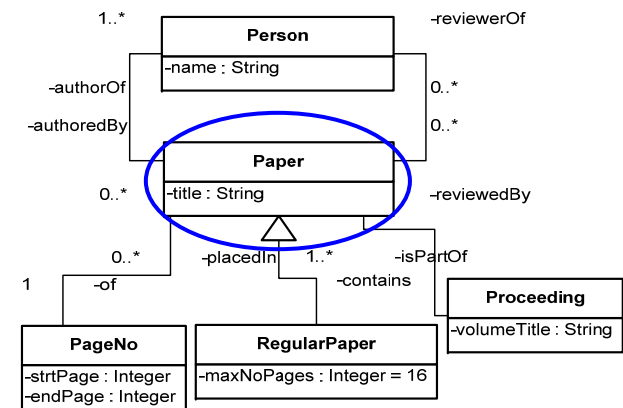 1..*
-reviewerOf
Person
-name : String
-authorOf
0..*
-authoredBy
0..*
Paper
0..*
-title : String
-reviewedBy
0..*
-placedIn
1..*
-isPartOf
1
-of
-contains
Proceeding
-volumeTitle : String
PageNo
RegularPaper
-strtPage : Integer
-maxNoPages : Integer = 16
-endPage : Integer